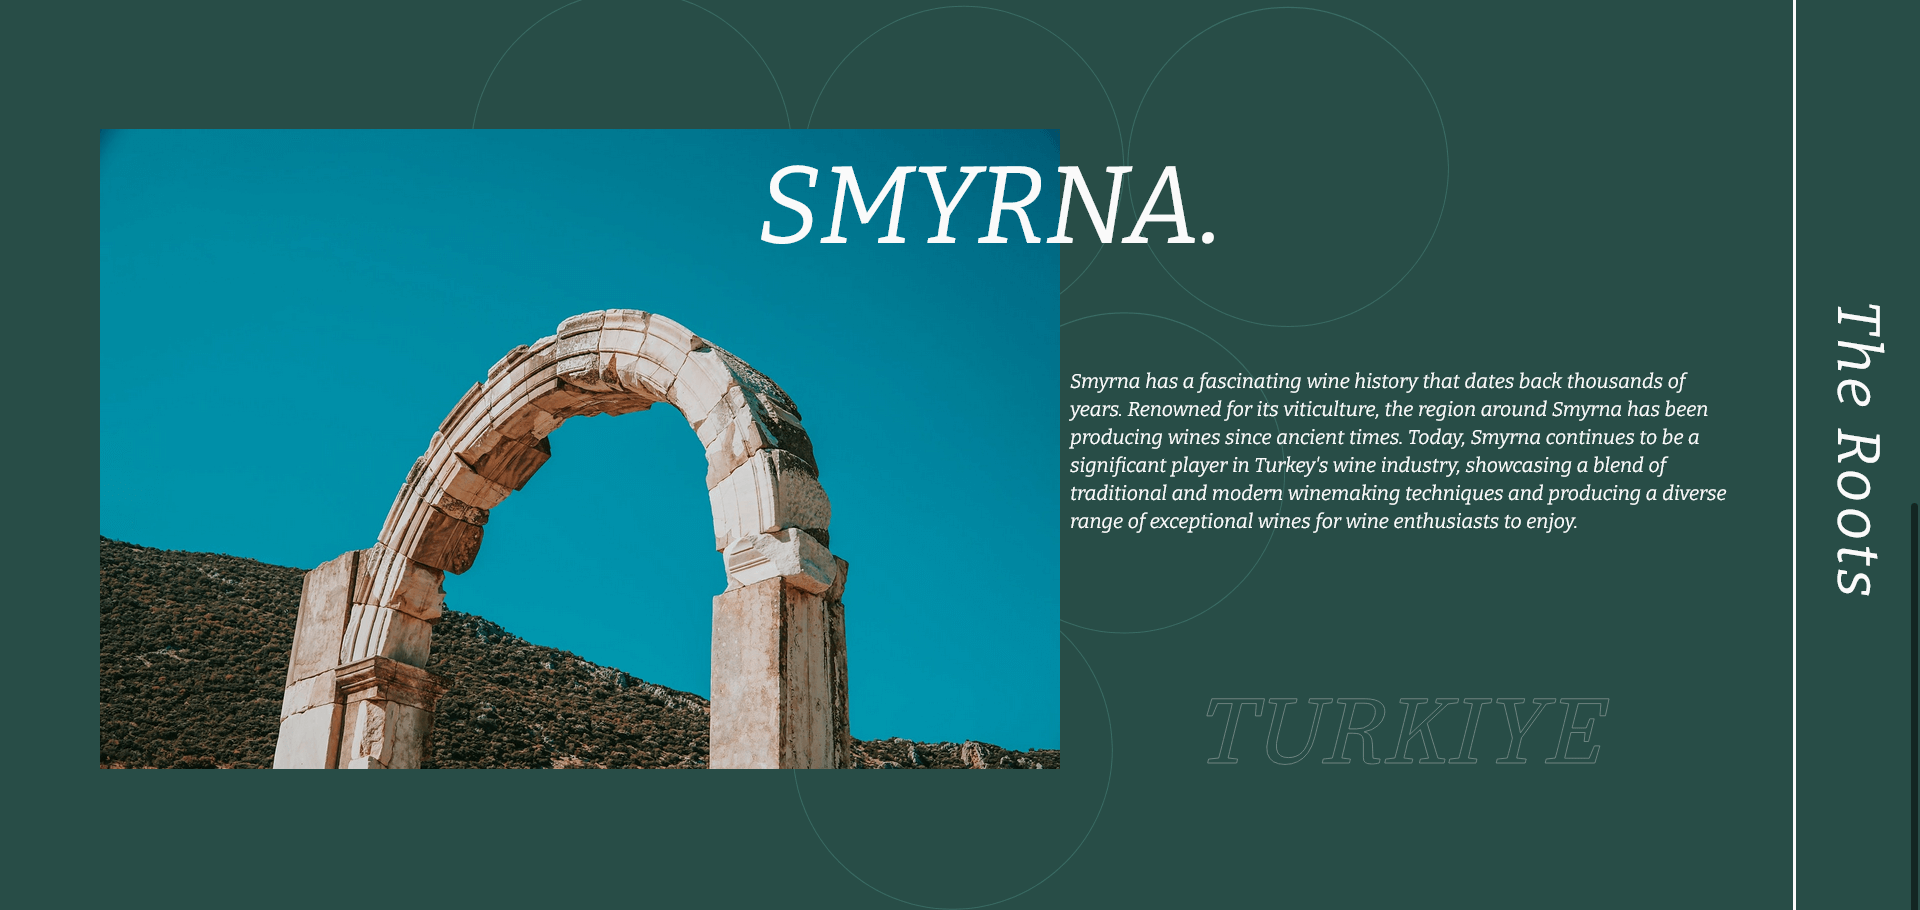 SMYRNA.
Smyrna has a fascinating wine history that dates back thousands of
years. Renowned for its viticulture, the region around Smyrna has been
producing wines since ancient times. Today, Smyrna continues to be a
significant player in Turkey's wine industry, showcasing a blend of
traditional and modern winemaking techniques and producing a diverse
range of exceptional wines for wine enthusiasts to enjoy.
TURKIYE
The Roots